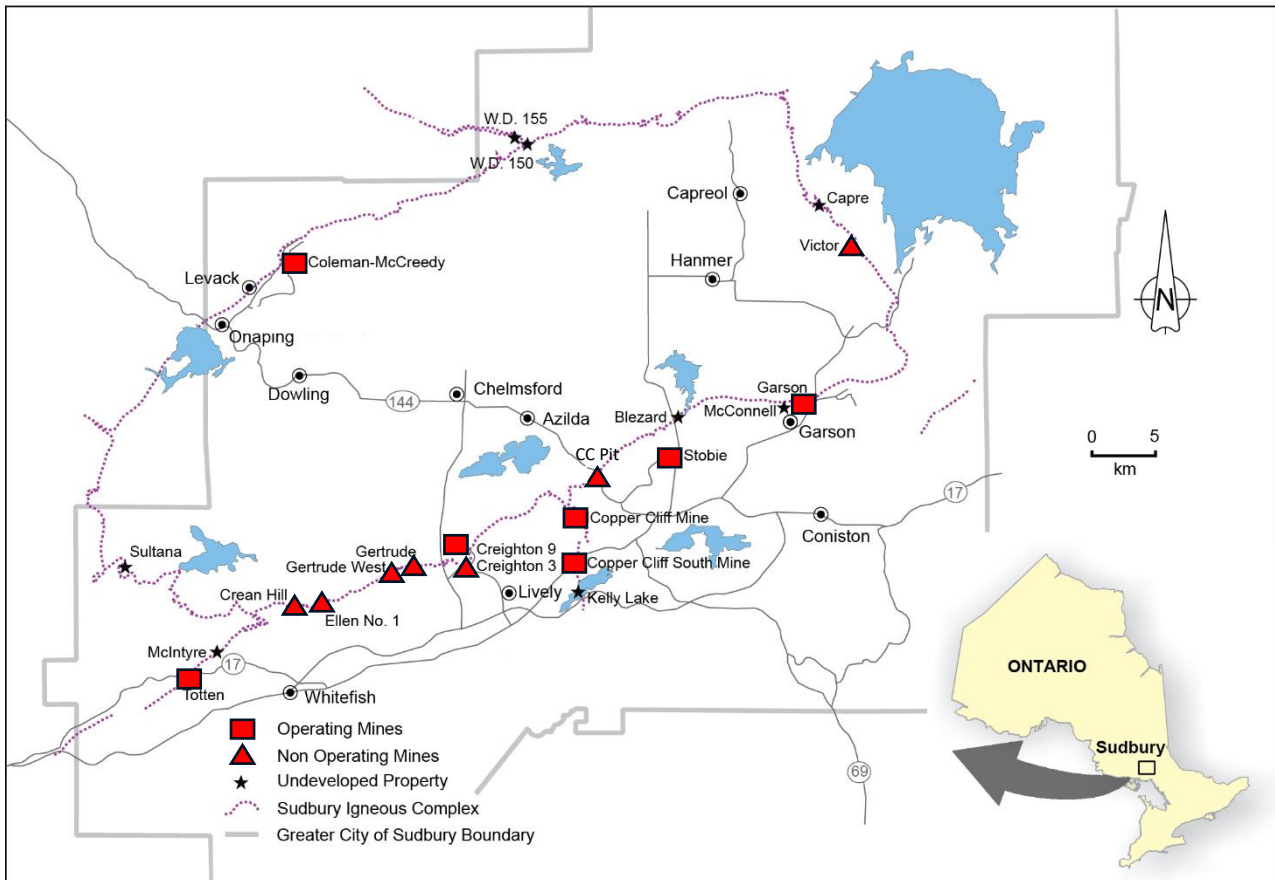 W.D. 155
W.D. 150
Capreol
Capre
Victor
Hanmer
Coleman-McCreedy
Levack
Onaping
N
Dowling
Chelmsford
144
Azilda
Garson
McConnell
Blezard
Garson
0 5
km
CC Pit
Stobie
17
Copper Cliff Mine
Coniston
Sultana
Gertrude
Gertrude West
Creighton 9
Creighton 3
Copper Cliff South Mine
Crean Hill
Lively
Kelly Lake
Ellen No. 1
McIntyre
17
Totten
Whitefish
ONTARIO
Sudbury
69
Operating Mines
Non Operating Mines
Undeveloped Property
Sudbury Igneous Complex
Greater City of Sudbury Boundary